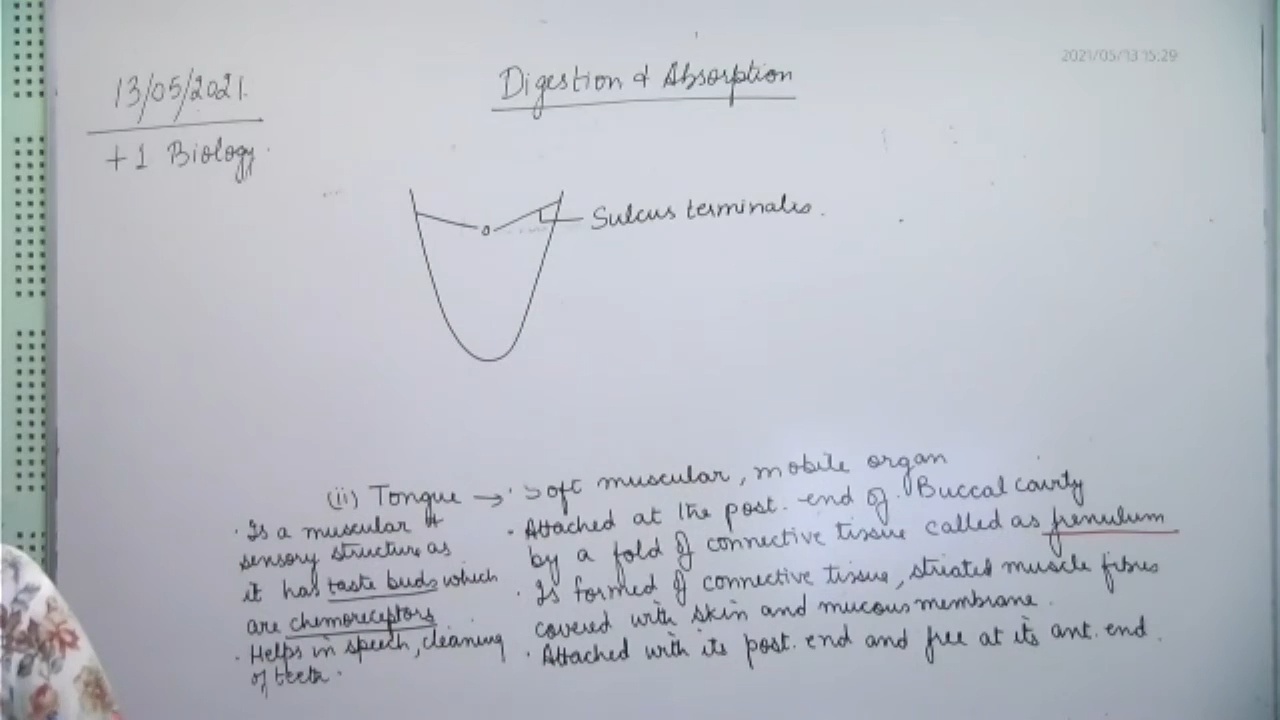 2021/05/13 15:29
13/05/2021.
+1 Biology.
Digestion & Absorption
Sulcus terminales.
(ii) Tongue → · Soft muscular, mobile organ
· Attached at the post. end of Buccal cavity
by a fold of connective tissue called as frenulum
· Is formed of connective tissue, striated muscle fibres
covered with skin and mucous membrane.
· Attached with its post. end and free at its ant. end.
· Is a muscular &
sensory structure as
it has taste buds which
are chemoreceptors
· Helps in speech, cleaning
of teeth.